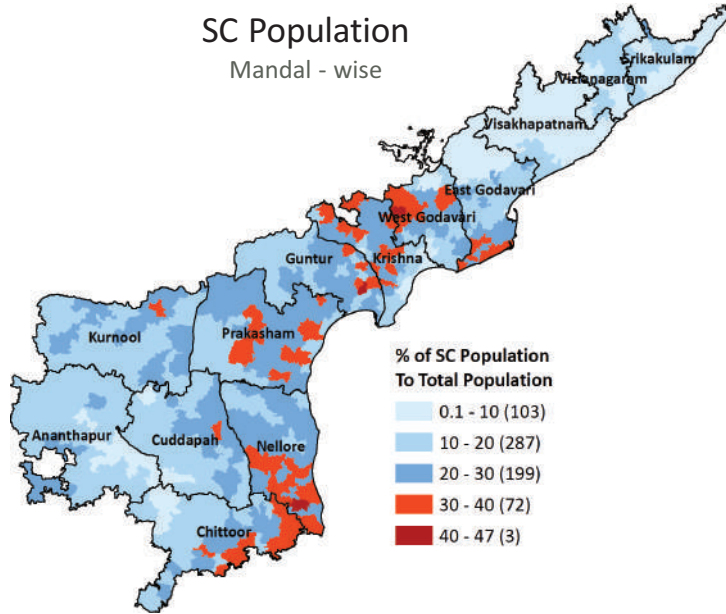 SC Population
Mandal - wise
Srikakulam
Vizianagaram
Visakhapatnam
East Godavari
West Godavari
Krishna
Guntur
Prakasham
Kurnool
% of SC Population
To Total Population
0.1 - 10 (103)
10 - 20 (287)
20 - 30 (199)
30 - 40 (72)
40 - 47 (3)
Ananthapur
Cuddapah
Nellore
Chittoor